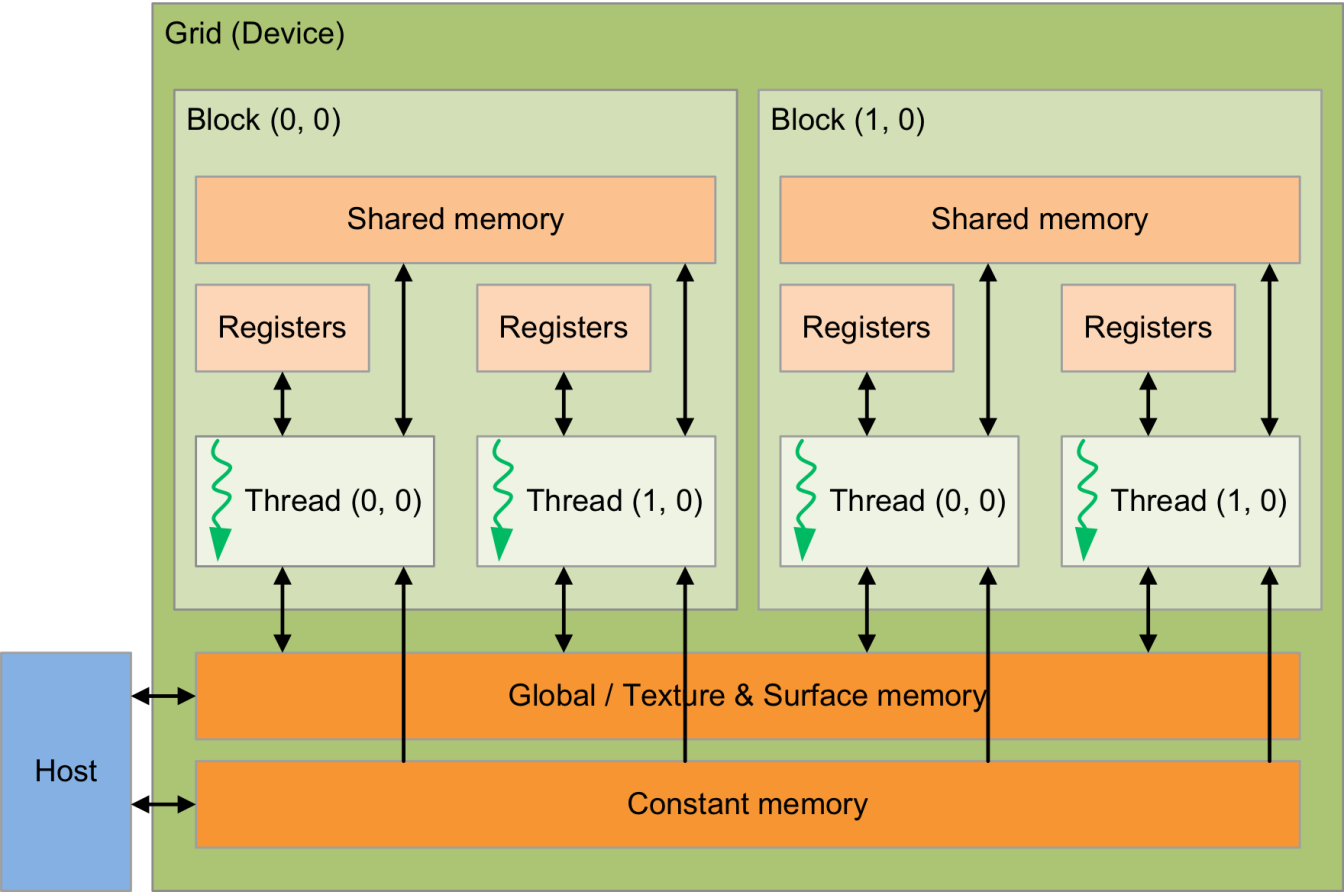 Grid (Device)
Block (0, 0)
Block (1, 0)
Shared memory
Shared memory
Registers
Registers
Registers
Registers
Thread (0, 0)
Thread (1, 0)
Thread (0, 0)
Thread (1, 0)
Global / Texture & Surface memory
Host
Constant memory